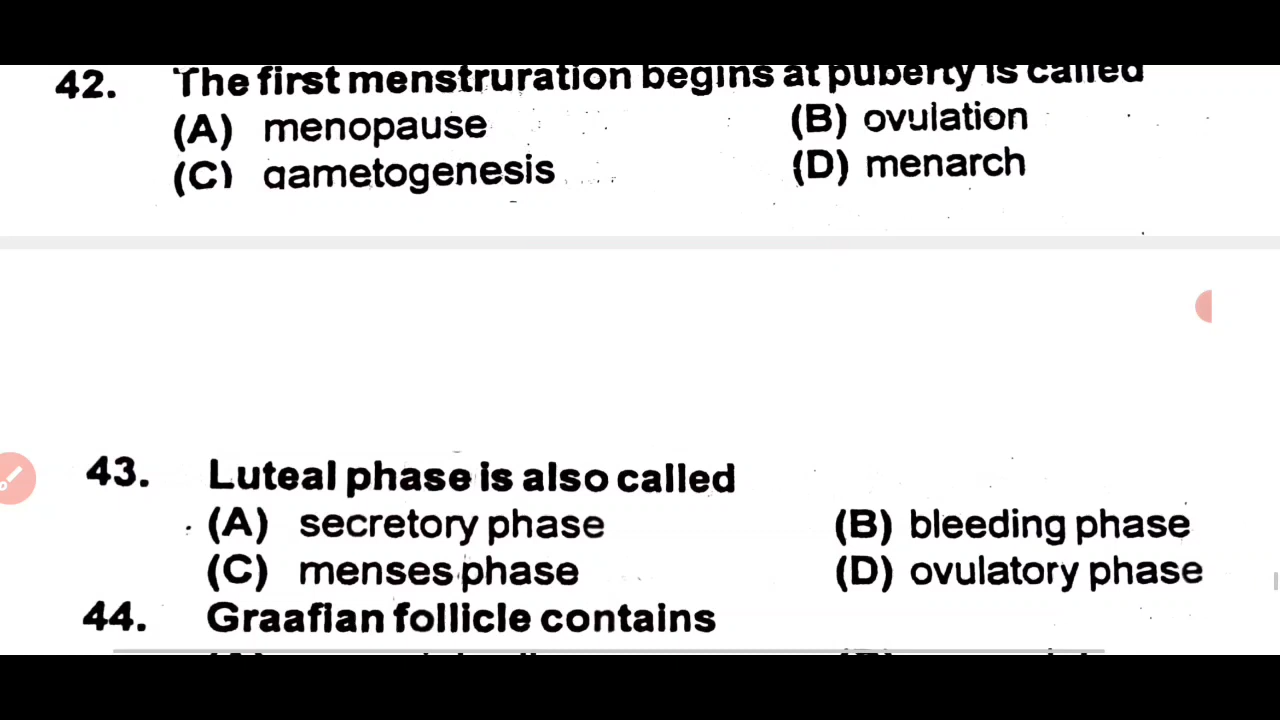 42. The first menstruration begins at puberty is called
(A) menopause (B) ovulation
(C) gametogenesis (D) menarch
43. Luteal phase is also called
(A) secretory phase (B) bleeding phase
(C) menses phase (D) ovulatory phase
44. Graafian follicle contains